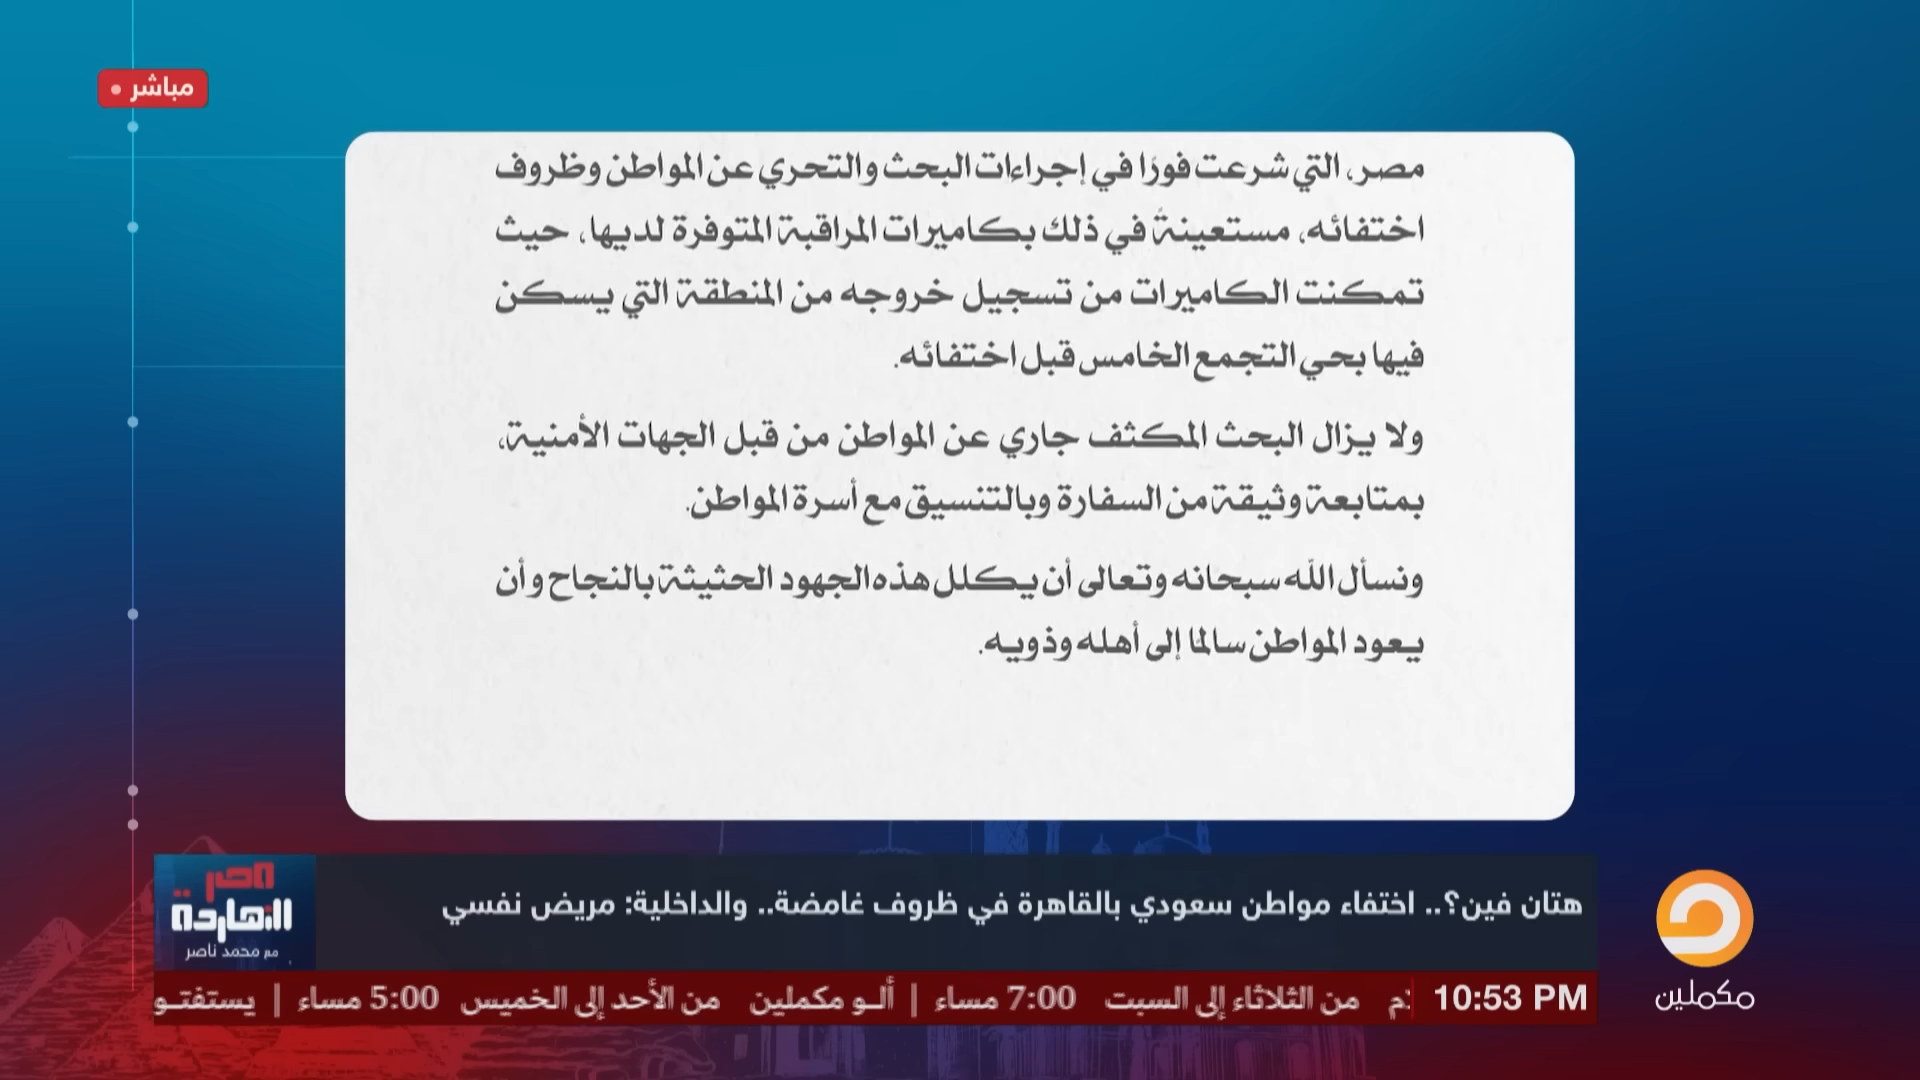 مباشر
مصر، التي شرعت فورًا في إجراءات البحث والتحري عن المواطن وظروف
اختفائه، مستعينةً في ذلك بكاميرات المراقبة المتوفرة لديها، حيث
تمكنت الكاميرات من تسجيل خروجه من المنطقة التي يسكن
فيها بحي التجمع الخامس قبل اختفائه.
ولا يزال البحث المكثف جاري عن المواطن من قبل الجهات الأمنية،
بمتابعة وثيقة من السفارة وبالتنسيق مع أسرة المواطن.
ونسأل الله سبحانه وتعالى أن يكلل هذه الجهود الحثيثة بالنجاح وأن
يعود المواطن سالمًا إلى أهله وذويه.
هتان فين؟.. اختفاء مواطن سعودي بالقاهرة في ظروف غامضة.. والداخلية: مريض نفسي
مصر
النهاردة
مع محمد ناصر
10:53 PM
من الثلاثاء إلى السبت 7:00 مساء | ألـو مكملين من الأحد إلى الخميس 5:00 مساء | يستفتـو
مكملين